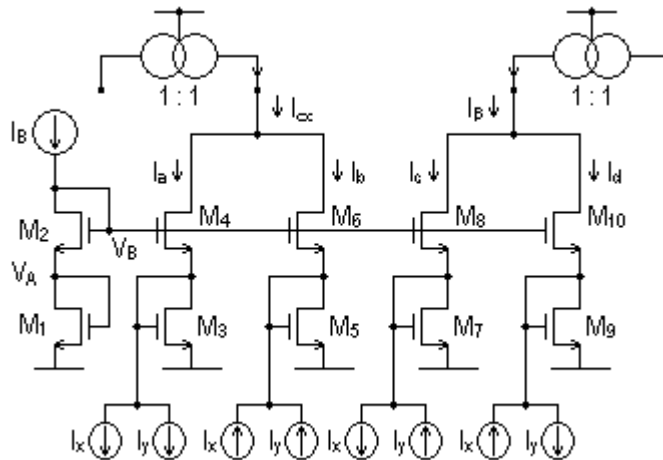 1 : 1
1 : 1
I_B
I_α
I_B
I_a
I_b
I_c
I_d
M_2
M_4
M_6
M_8
M_10
V_B
V_A
M_1
M_3
M_5
M_7
M_9
I_x
I_y
I_x
I_y
I_x
I_y
I_x
I_y